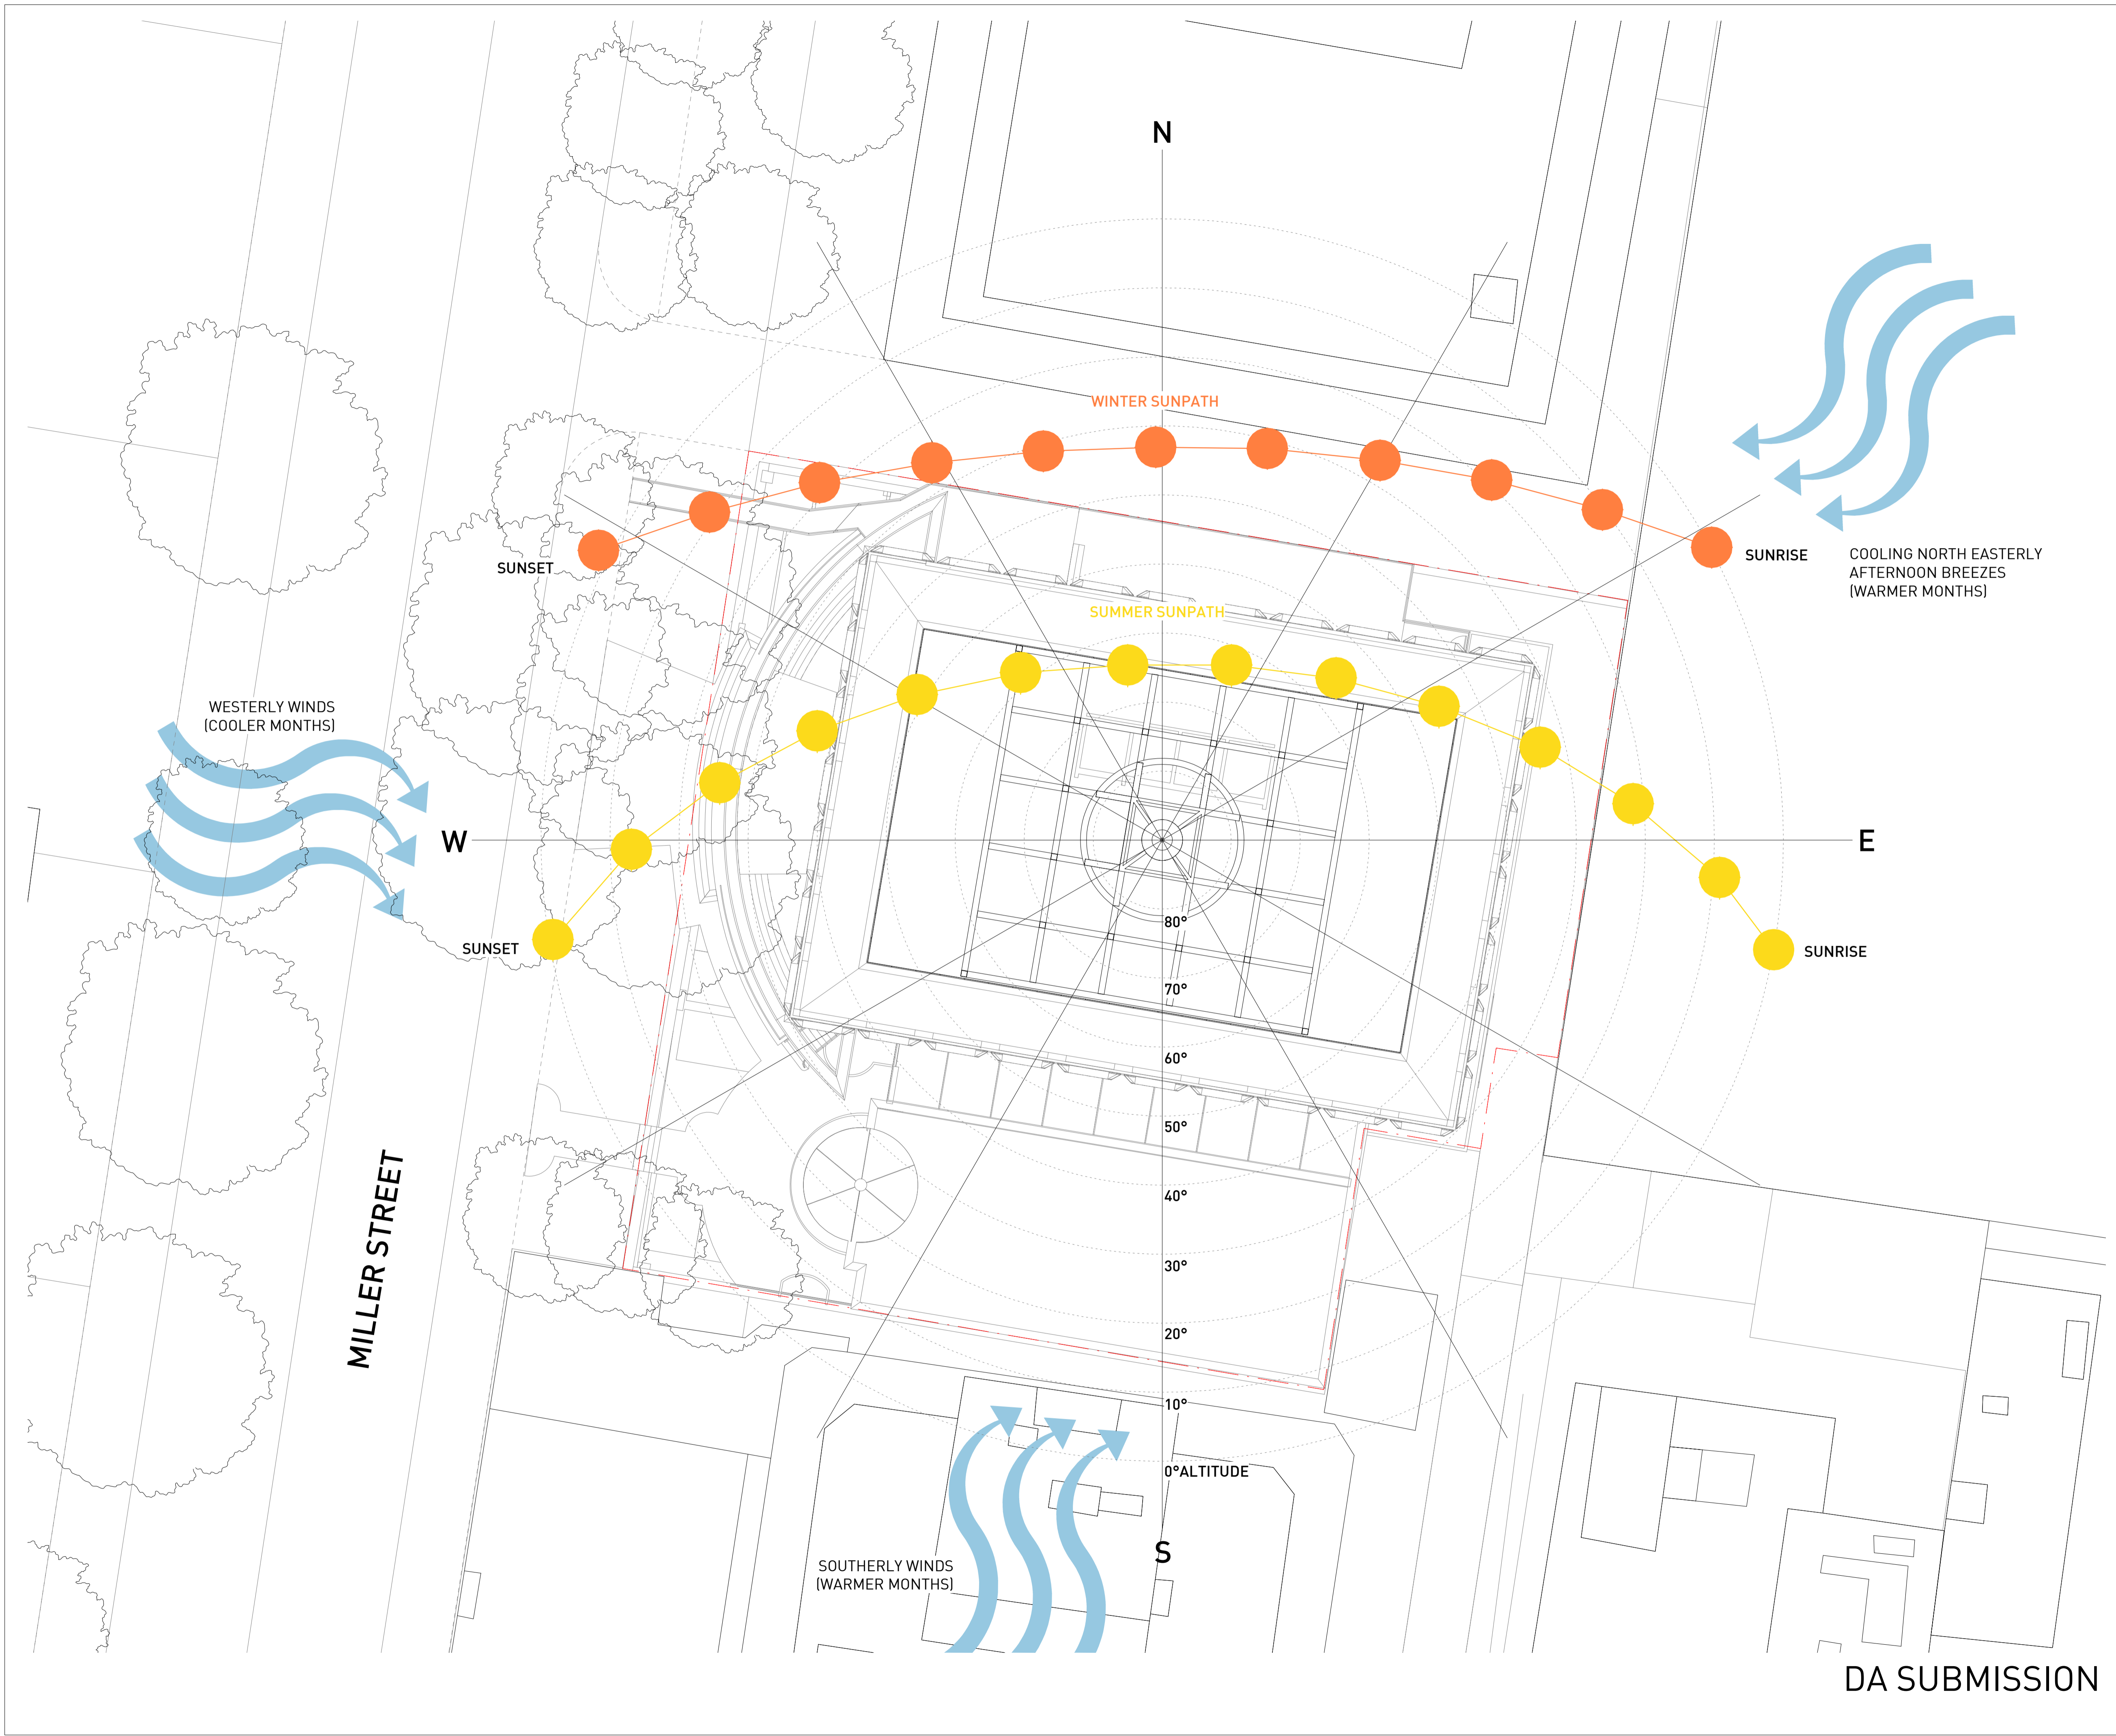 N
WINTER SUNPATH
SUNSET
SUNRISE
COOLING NORTH EASTERLY
AFTERNOON BREEZES
(WARMER MONTHS)
SUMMER SUNPATH
WESTERLY WINDS
(COOLER MONTHS)
W
E
SUNSET
SUNRISE
80°
70°
60°
50°
40°
30°
20°
10°
0°ALTITUDE
MILLER STREET
S
SOUTHERLY WINDS
(WARMER MONTHS)
DA SUBMISSION